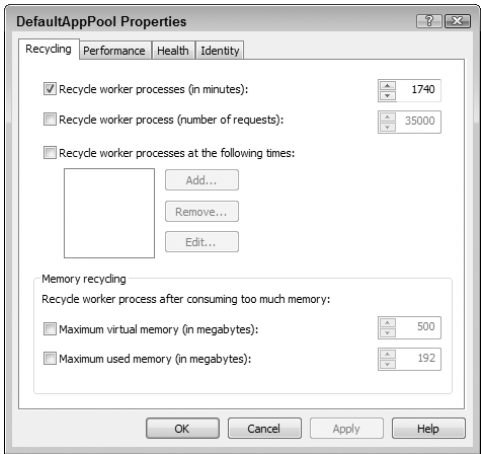 DefaultAppPool Properties
Recycling Performance Health Identity
Recycle worker processes (in minutes): 1740
Recycle worker process (number of requests): 35000
Recycle worker processes at the following times:
Add...
Remove...
Edit...
Memory recycling
Recycle worker process after consuming too much memory:
Maximum virtual memory (in megabytes): 500
Maximum used memory (in megabytes): 192
OK Cancel Apply Help